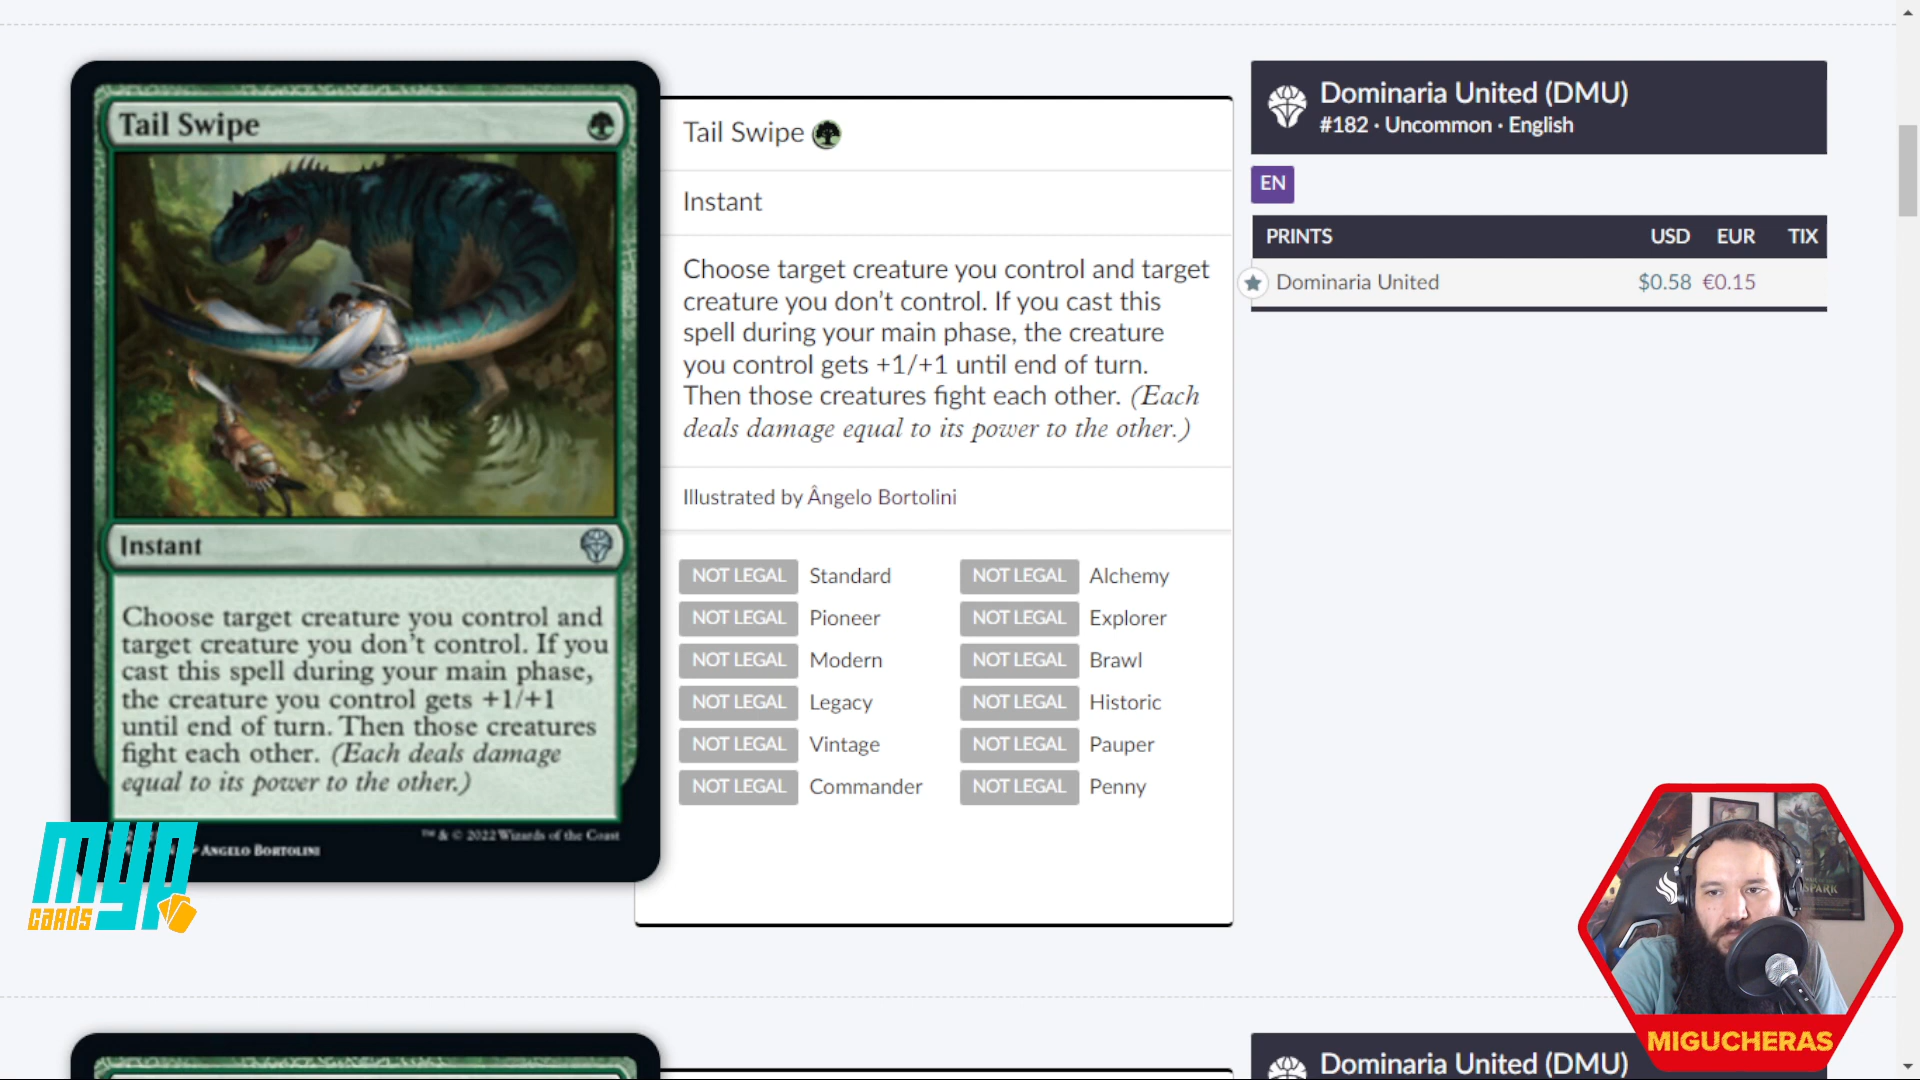 Tail Swipe
Instant
Choose target creature you control and
target creature you don't control. If you
cast this spell during your main phase,
the creature you control gets +1/+1
until end of turn. Then those creatures
fight each other. (Each deals damage
equal to its power to the other.)
™ & © 2022 Wizards of the Coast
ANGELO BORTOLINI
MYP
CARDS
Tail Swipe
Instant
Choose target creature you control and target
creature you don't control. If you cast this
spell during your main phase, the creature
you control gets +1/+1 until end of turn.
Then those creatures fight each other. (Each
deals damage equal to its power to the other.)
Illustrated by Ângelo Bortolini
NOT LEGAL Standard NOT LEGAL Alchemy
NOT LEGAL Pioneer NOT LEGAL Explorer
NOT LEGAL Modern NOT LEGAL Brawl
NOT LEGAL Legacy NOT LEGAL Historic
NOT LEGAL Vintage NOT LEGAL Pauper
NOT LEGAL Commander NOT LEGAL Penny
Dominaria United (DMU)
#182 · Uncommon · English
EN
PRINTS USD EUR TIX
Dominaria United $0.58 €0.15
SPARK
MIGUCHERAS
Dominaria United (DMU)